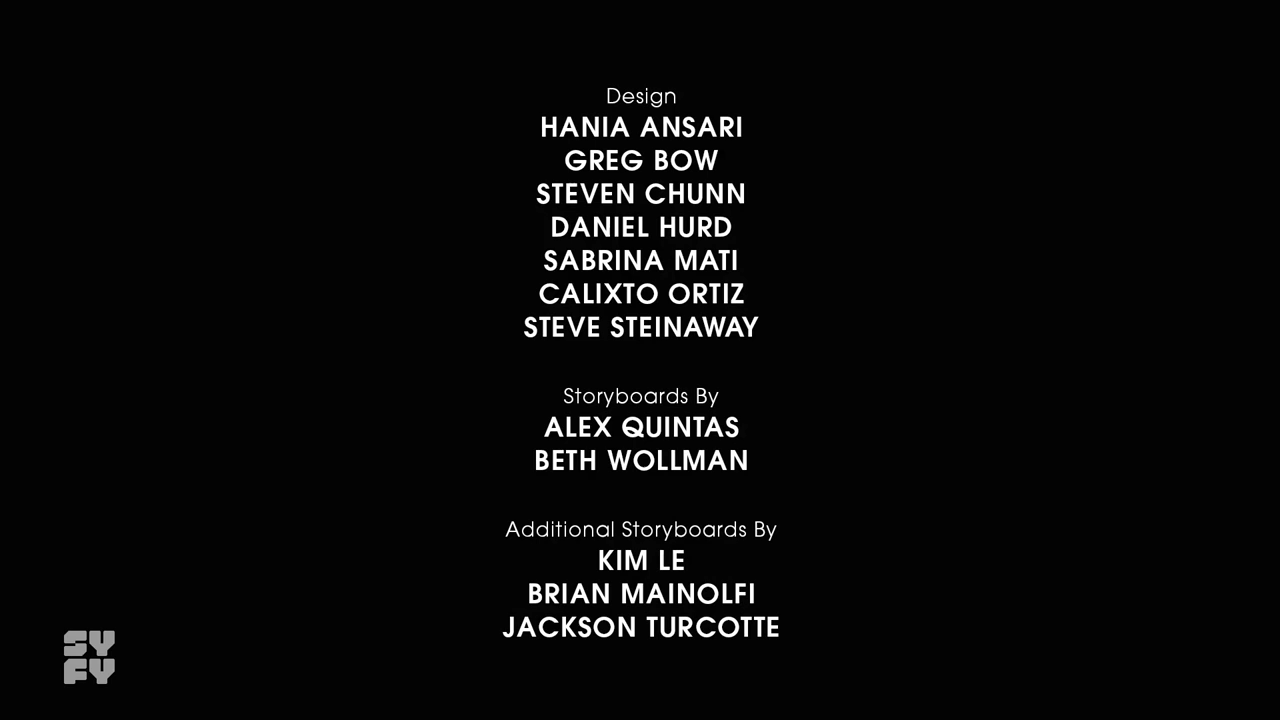 Design
HANIA ANSARI
GREG BOW
STEVEN CHUNN
DANIEL HURD
SABRINA MATI
CALIXTO ORTIZ
STEVE STEINAWAY
Storyboards By
ALEX QUINTAS
BETH WOLLMAN
Additional Storyboards By
KIM LE
BRIAN MAINOLFI
JACKSON TURCOTTE
SY
FY